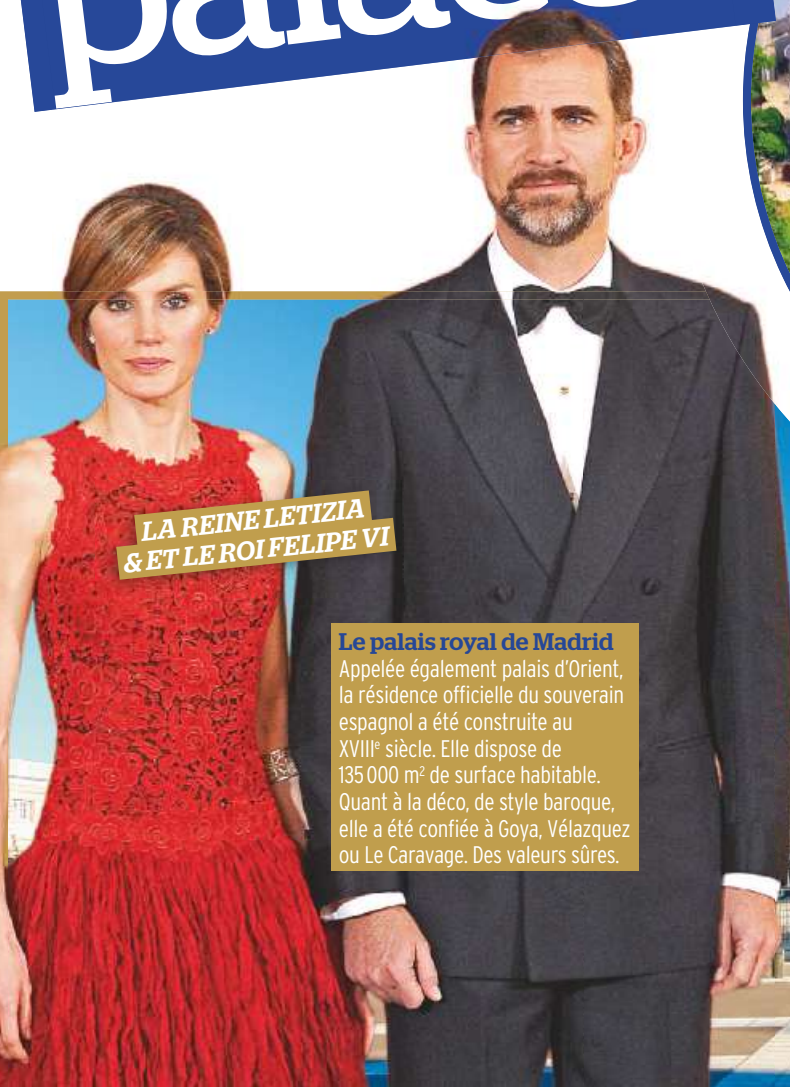 palace
LA REINE LETIZIA
& ET LE ROI FELIPE VI
Le palais royal de Madrid
Appelée également palais d'Orient,
la résidence officielle du souverain
espagnol a été construite au
XVIIIe siècle. Elle dispose de
135 000 m² de surface habitable.
Quant à la déco, de style baroque,
elle a été confiée à Goya, Vélazquez
ou Le Caravage. Des valeurs sûres.